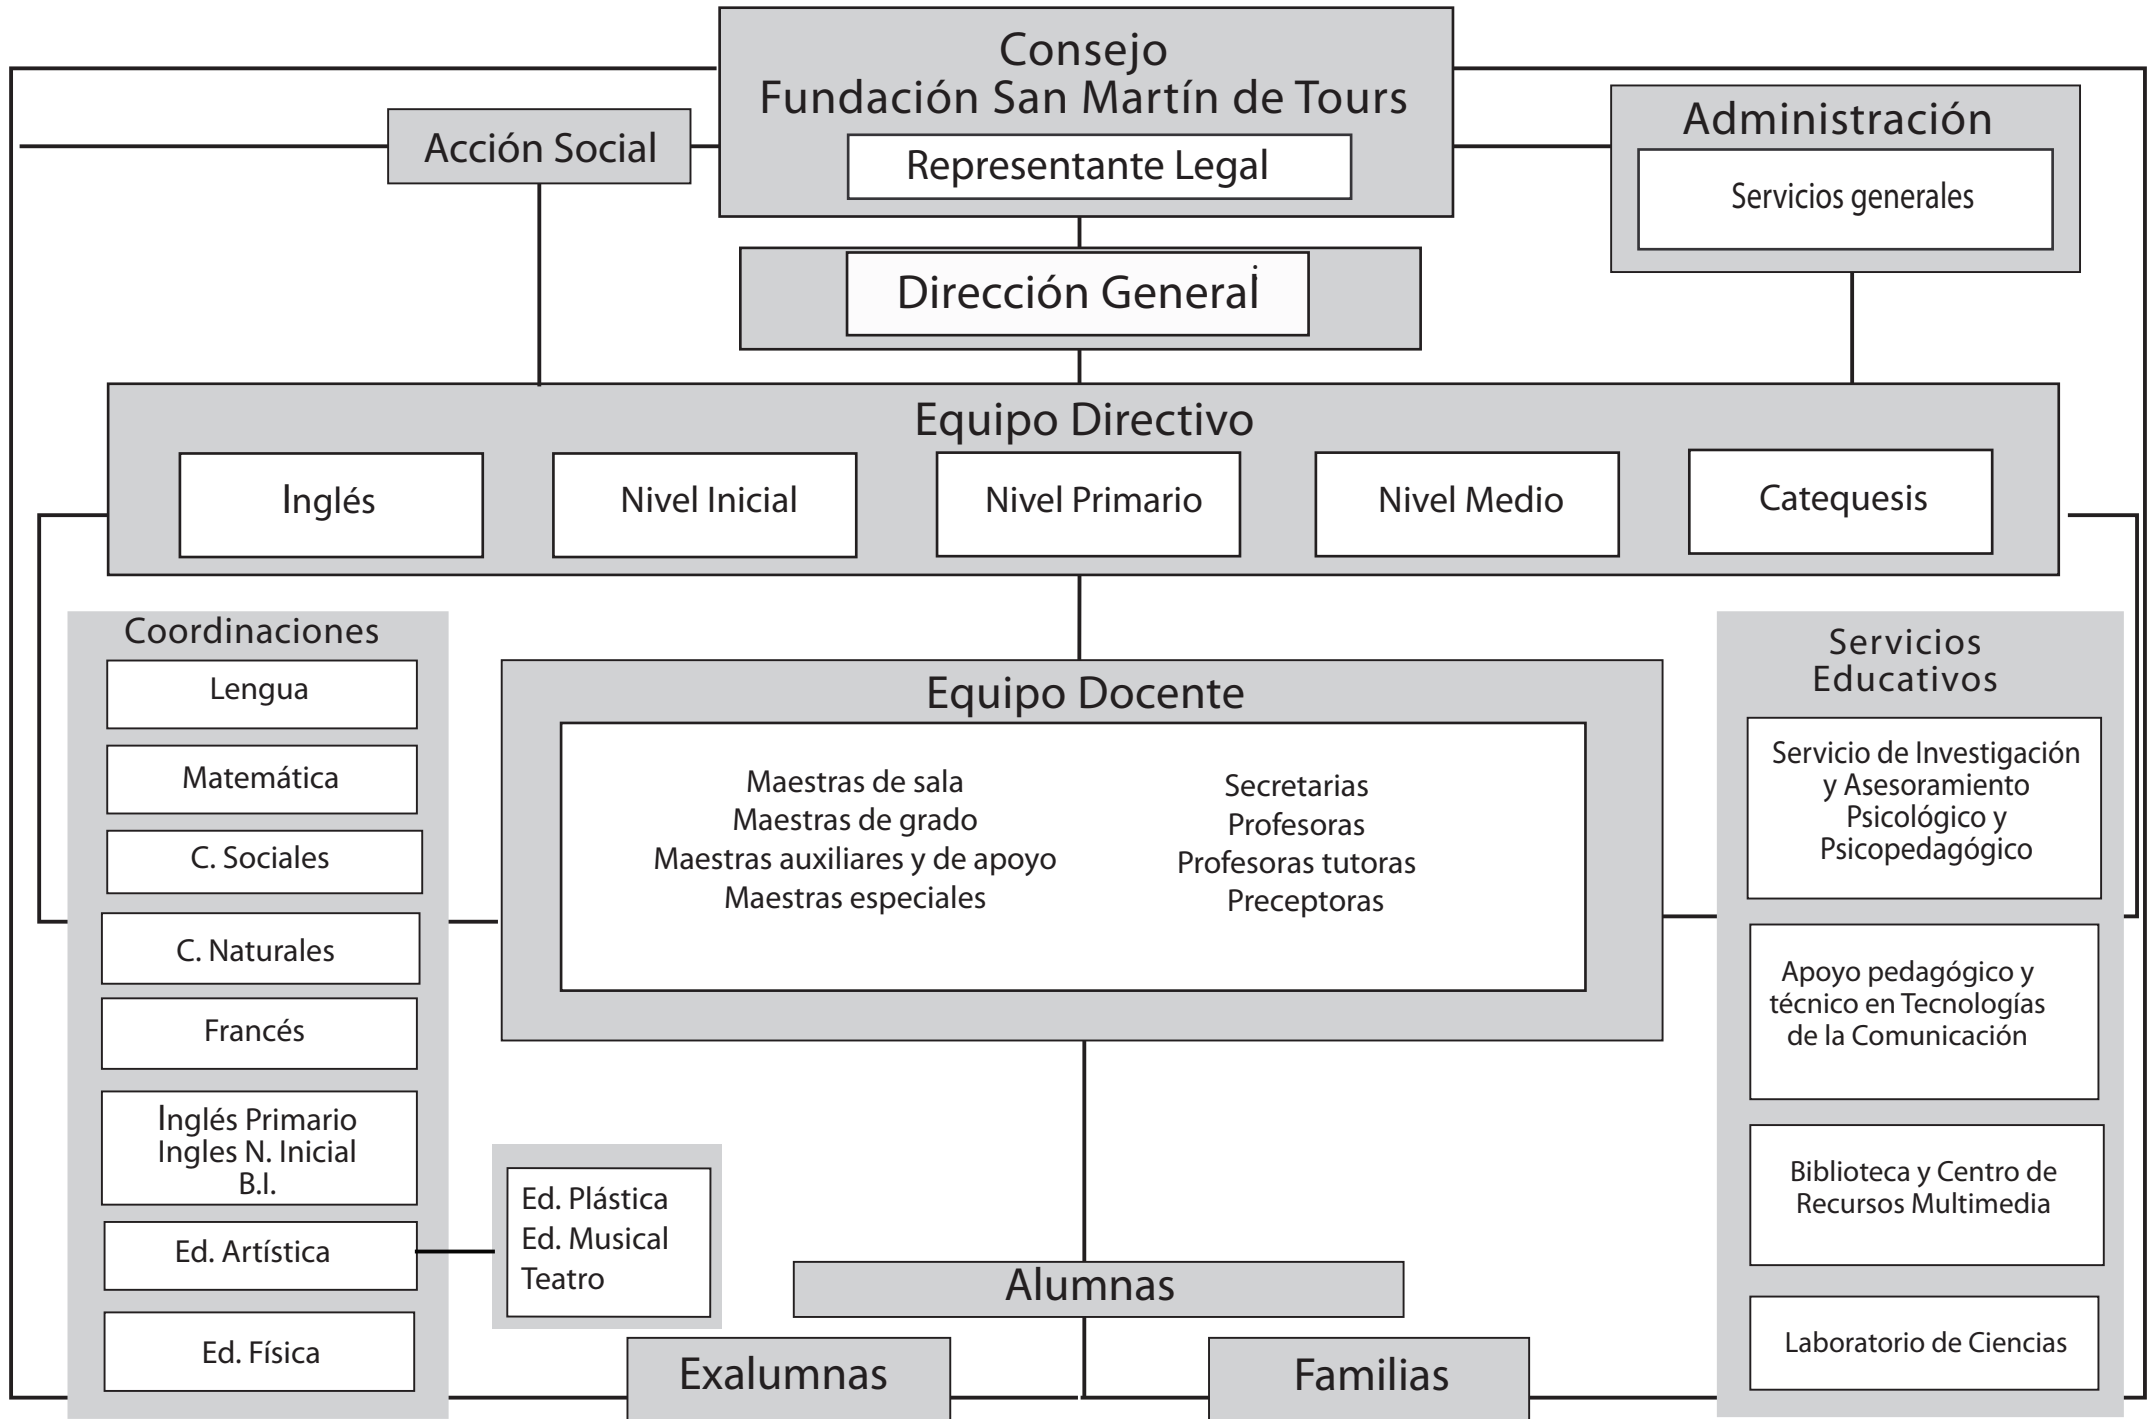 Consejo
Fundación San Martín de Tours
Representante Legal
Acción Social
Administración
Servicios generales
Dirección General
Equipo Directivo
Inglés
Nivel Inicial
Nivel Primario
Nivel Medio
Catequesis
Coordinaciones
Lengua
Matemática
C. Sociales
C. Naturales
Francés
Inglés Primario
Ingles N. Inicial
B.I.
Ed. Artística
Ed. Física
Ed. Plástica
Ed. Musical
Teatro
Equipo Docente
Maestras de sala
Maestras de grado
Maestras auxiliares y de apoyo
Maestras especiales
Secretarias
Profesoras
Profesoras tutoras
Preceptoras
Servicios
Educativos
Servicio de Investigación
y Asesoramiento
Psicológico y
Psicopedagógico
Apoyo pedagógico y
técnico en Tecnologías
de la Comunicación
Biblioteca y Centro de
Recursos Multimedia
Laboratorio de Ciencias
Alumnas
Exalumnas
Familias